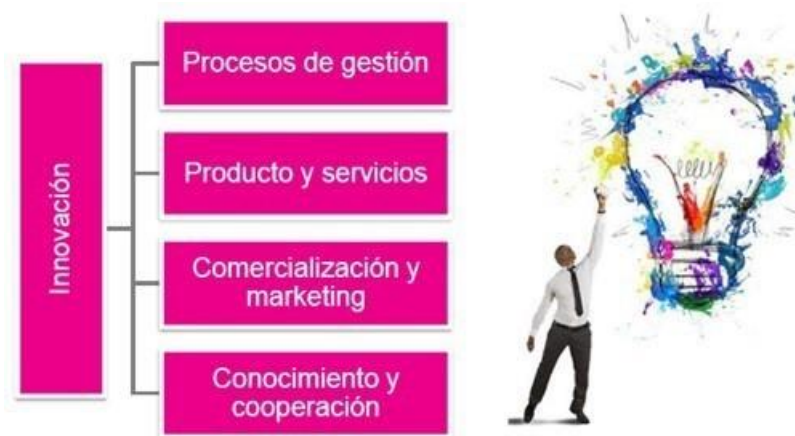 Innovación
Procesos de gestión
Producto y servicios
Comercialización y
marketing
Conocimiento y
cooperación